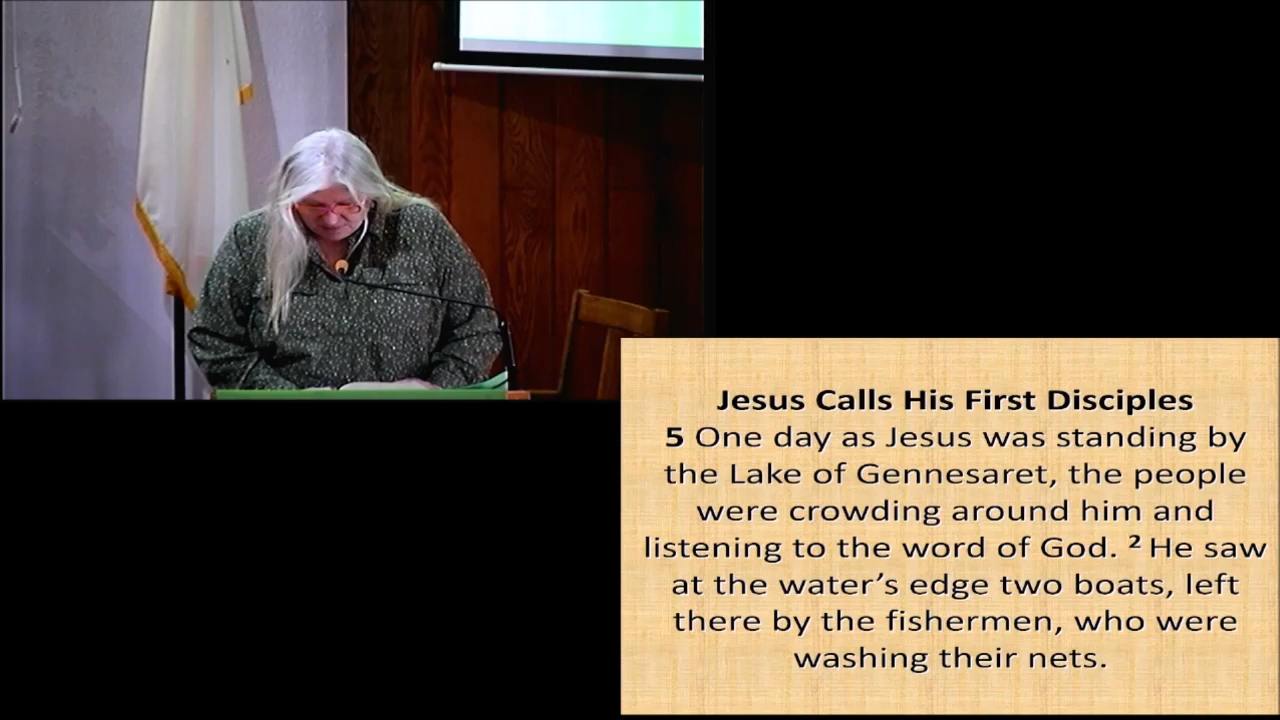 Jesus Calls His First Disciples
5 One day as Jesus was standing by
the Lake of Gennesaret, the people
were crowding around him and
listening to the word of God. ² He saw
at the water’s edge two boats, left
there by the fishermen, who were
washing their nets.